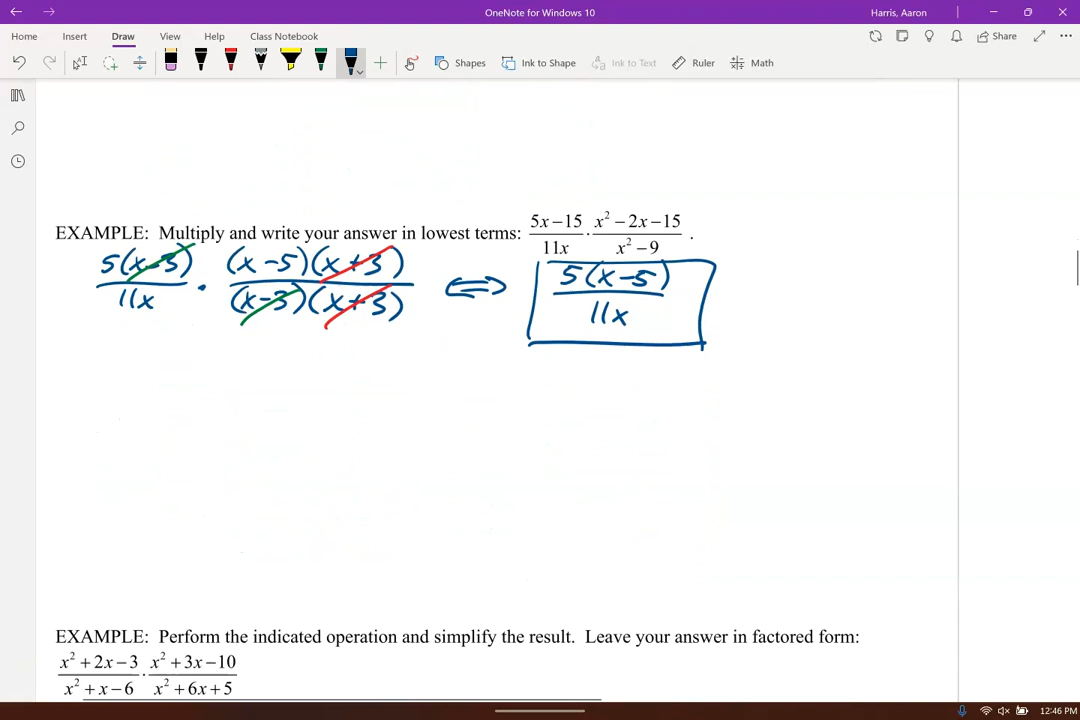 OneNote for Windows 10
Harris, Aaron
Home Insert Draw View Help Class Notebook
Share
Shapes Ink to Shape Ink to Text Ruler Math
EXAMPLE: Multiply and write your answer in lowest terms: (5x−15)/(11x) · (x²−2x−15)/(x²−9) .
5(x−3)/11x · (x−5)(x+3)/(x−3)(x+3) ⇔ 5(x−5)/11x
EXAMPLE: Perform the indicated operation and simplify the result. Leave your answer in factored form:
(x²+2x−3)/(x²+x−6) · (x²+3x−10)/(x²+6x+5)
12:46 PM